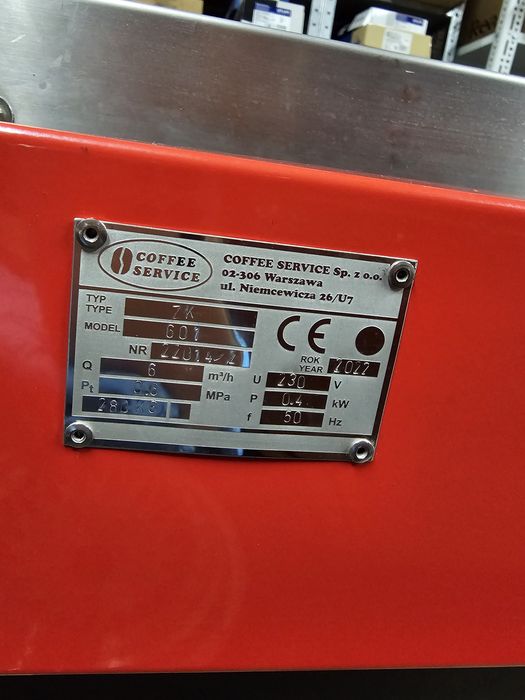 COFFEE
SERVICE
COFFEE SERVICE Sp. z o.o.
02-306 Warszawa
ul. Niemcewicza 26/U7
TYP
TYPE ZK
MODEL 601
NR
ROK
YEAR 2022
Q 6 m³/h
Pt MPa
280KG
U 230 V
P 0.4 kW
f 50 Hz
CE